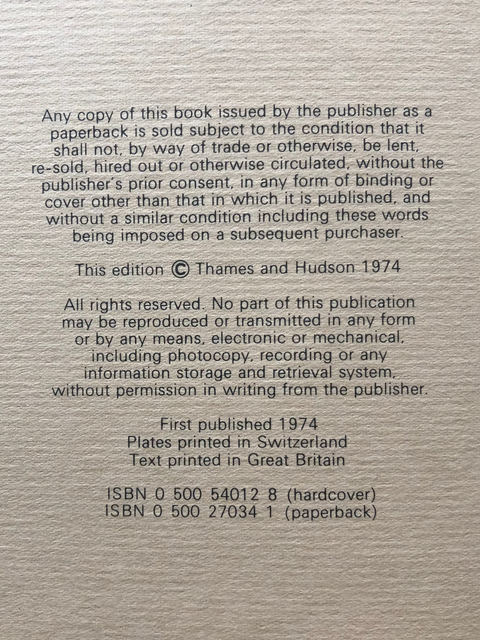 Any copy of this book issued by the publisher as a
paperback is sold subject to the condition that it
shall not, by way of trade or otherwise, be lent,
re-sold, hired out or otherwise circulated, without the
publisher's prior consent, in any form of binding or
cover other than that in which it is published, and
without a similar condition including these words
being imposed on a subsequent purchaser.
This edition © Thames and Hudson 1974
All rights reserved. No part of this publication
may be reproduced or transmitted in any form
or by any means, electronic or mechanical,
including photocopy, recording or any
information storage and retrieval system,
without permission in writing from the publisher.
First published 1974
Plates printed in Switzerland
Text printed in Great Britain
ISBN 0 500 54012 8 (hardcover)
ISBN 0 500 27034 1 (paperback)